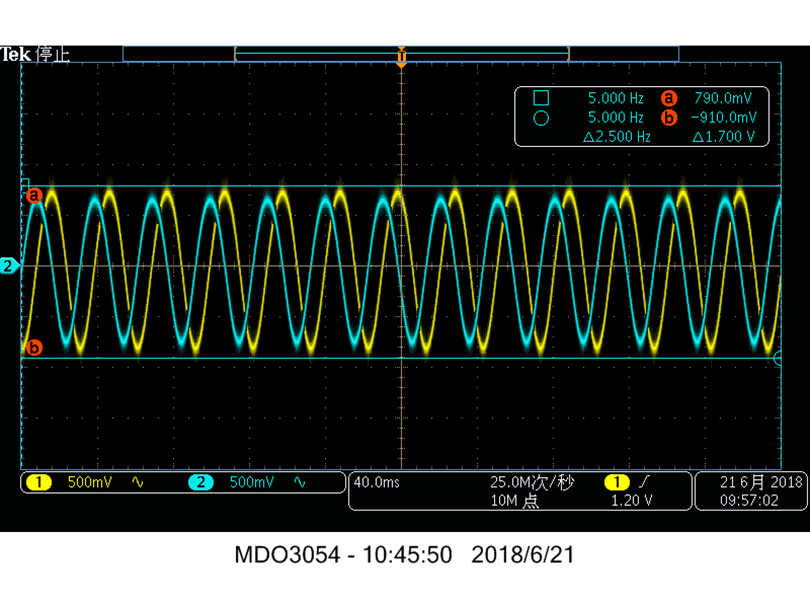 Tek 停止
T
5.000 Hz a 790.0mV
5.000 Hz b -910.0mV
△2.500 Hz △1.700 V
a
2
b
1 500mV 2 500mV
40.0ms 25.0M次/秒 1 1.20 V
10M 点
21 6月 2018
09:57:02
MDO3054 - 10:45:50 2018/6/21